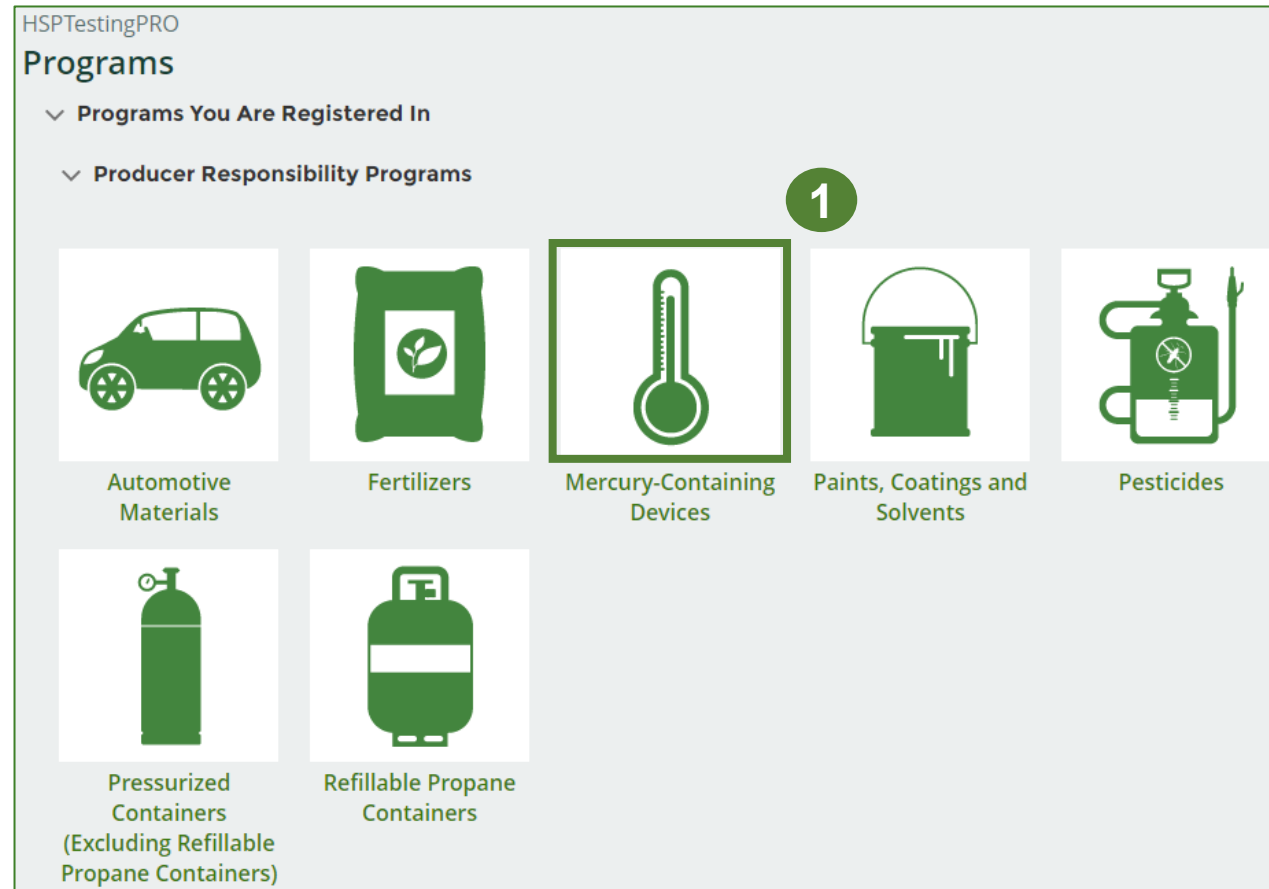 HSPTestingPRO
Programs
Programs You Are Registered In
Producer Responsibility Programs
1
Automotive
Materials
Fertilizers
Mercury-Containing
Devices
Paints, Coatings and
Solvents
Pesticides
Pressurized
Containers
(Excluding Refillable
Propane Containers)
Refillable Propane
Containers